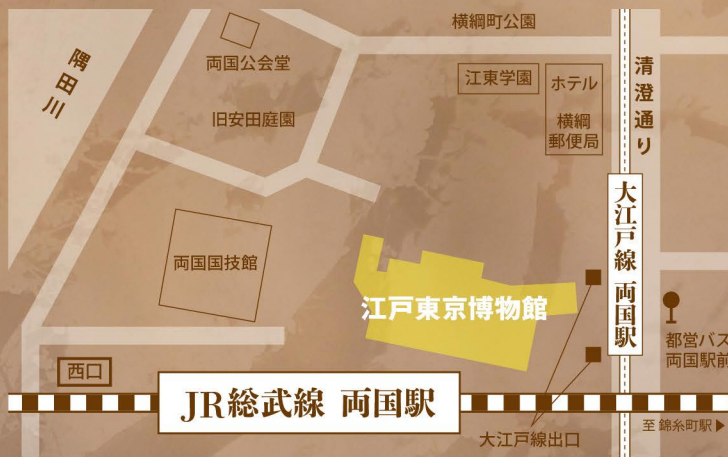 横綱町公園
隅田川
両国公会堂
江東学園
ホテル
横綱
郵便局
清澄通り
旧安田庭園
大江戸線 両国駅
両国国技館
江戸東京博物館
都営バス
両国駅前
西口
JR総武線 両国駅
至 錦糸町駅▶
大江戸線出口